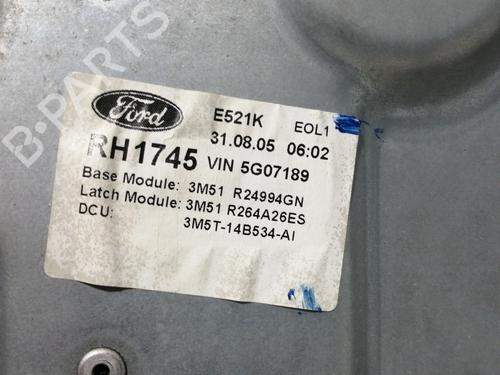 B-PARTS
Ford
E521K EOL1
31.08.05 06:02
RH1745 VIN 5G07189
Base Module: 3M51 R24994GN
Latch Module: 3M51 R264A26ES
DCU: 3M5T-14B534-AI